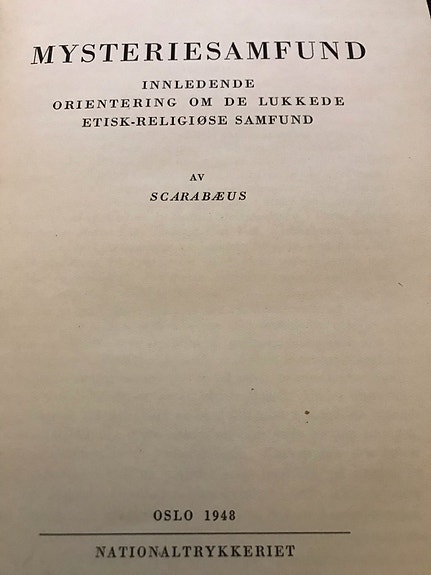 MYSTERIESAMFUND
INNLEDENDE
ORIENTERING OM DE LUKKEDE
ETISK-RELIGIØSE SAMFUND
AV
SCARABÆUS
OSLO 1948
NATIONALTRYKKERIET